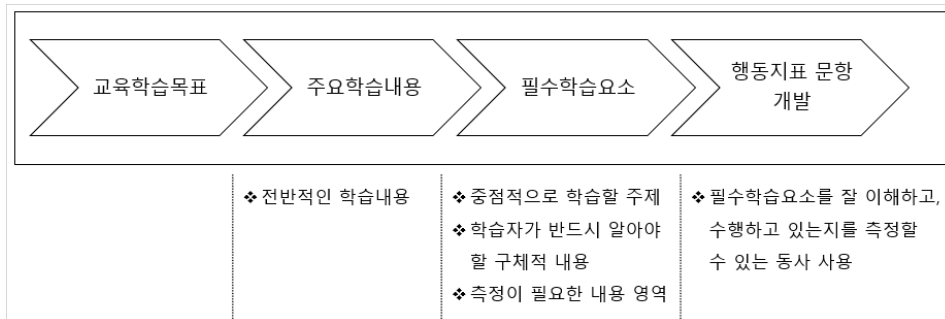 교육학습목표
주요학습내용
필수학습요소
행동지표 문항
개발
❖ 전반적인 학습내용
❖ 중점적으로 학습할 주제
❖ 학습자가 반드시 알아야
할 구체적 내용
❖ 측정이 필요한 내용 영역
❖ 필수학습요소를 잘 이해하고,
수행하고 있는지를 측정할
수 있는 동사 사용